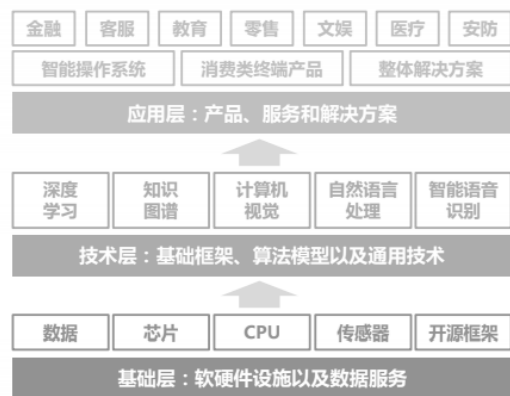 金融 客服 教育 零售 文娱 医疗 安防
智能操作系统 消费类终端产品 整体解决方案
应用层：产品、服务和解决方案
深度 知识 计算机 自然语言 智能语音
学习 图谱 视觉 处理 识别
技术层：基础框架、算法模型以及通用技术
数据 芯片 CPU 传感器 开源框架
基础层：软硬件设施以及数据服务